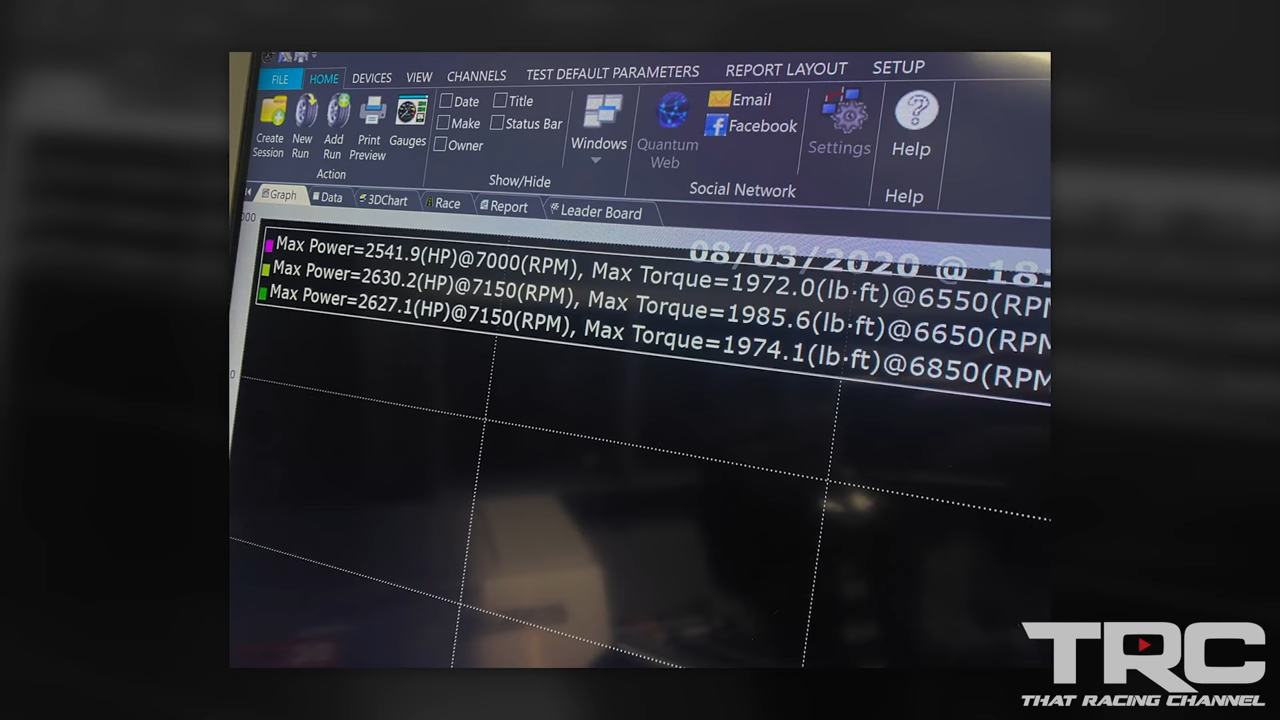 FILE HOME DEVICES VIEW CHANNELS TEST DEFAULT PARAMETERS REPORT LAYOUT SETUP
Create Session
New Run
Add Run
Print Preview
Gauges
Action
Date
Title
Make
Status Bar
Owner
Show/Hide
Windows
Quantum Web
Email
Facebook
Social Network
Settings
Help
Help
Graph Data 3DChart Race Report Leader Board
08/03/2020 @ 18.
Max Power=2541.9(HP)@7000(RPM), Max Torque=1972.0(lb·ft)@6550(RPM
Max Power=2630.2(HP)@7150(RPM), Max Torque=1985.6(lb·ft)@6650(RPM
Max Power=2627.1(HP)@7150(RPM), Max Torque=1974.1(lb·ft)@6850(RPM
TRC
THAT RACING CHANNEL